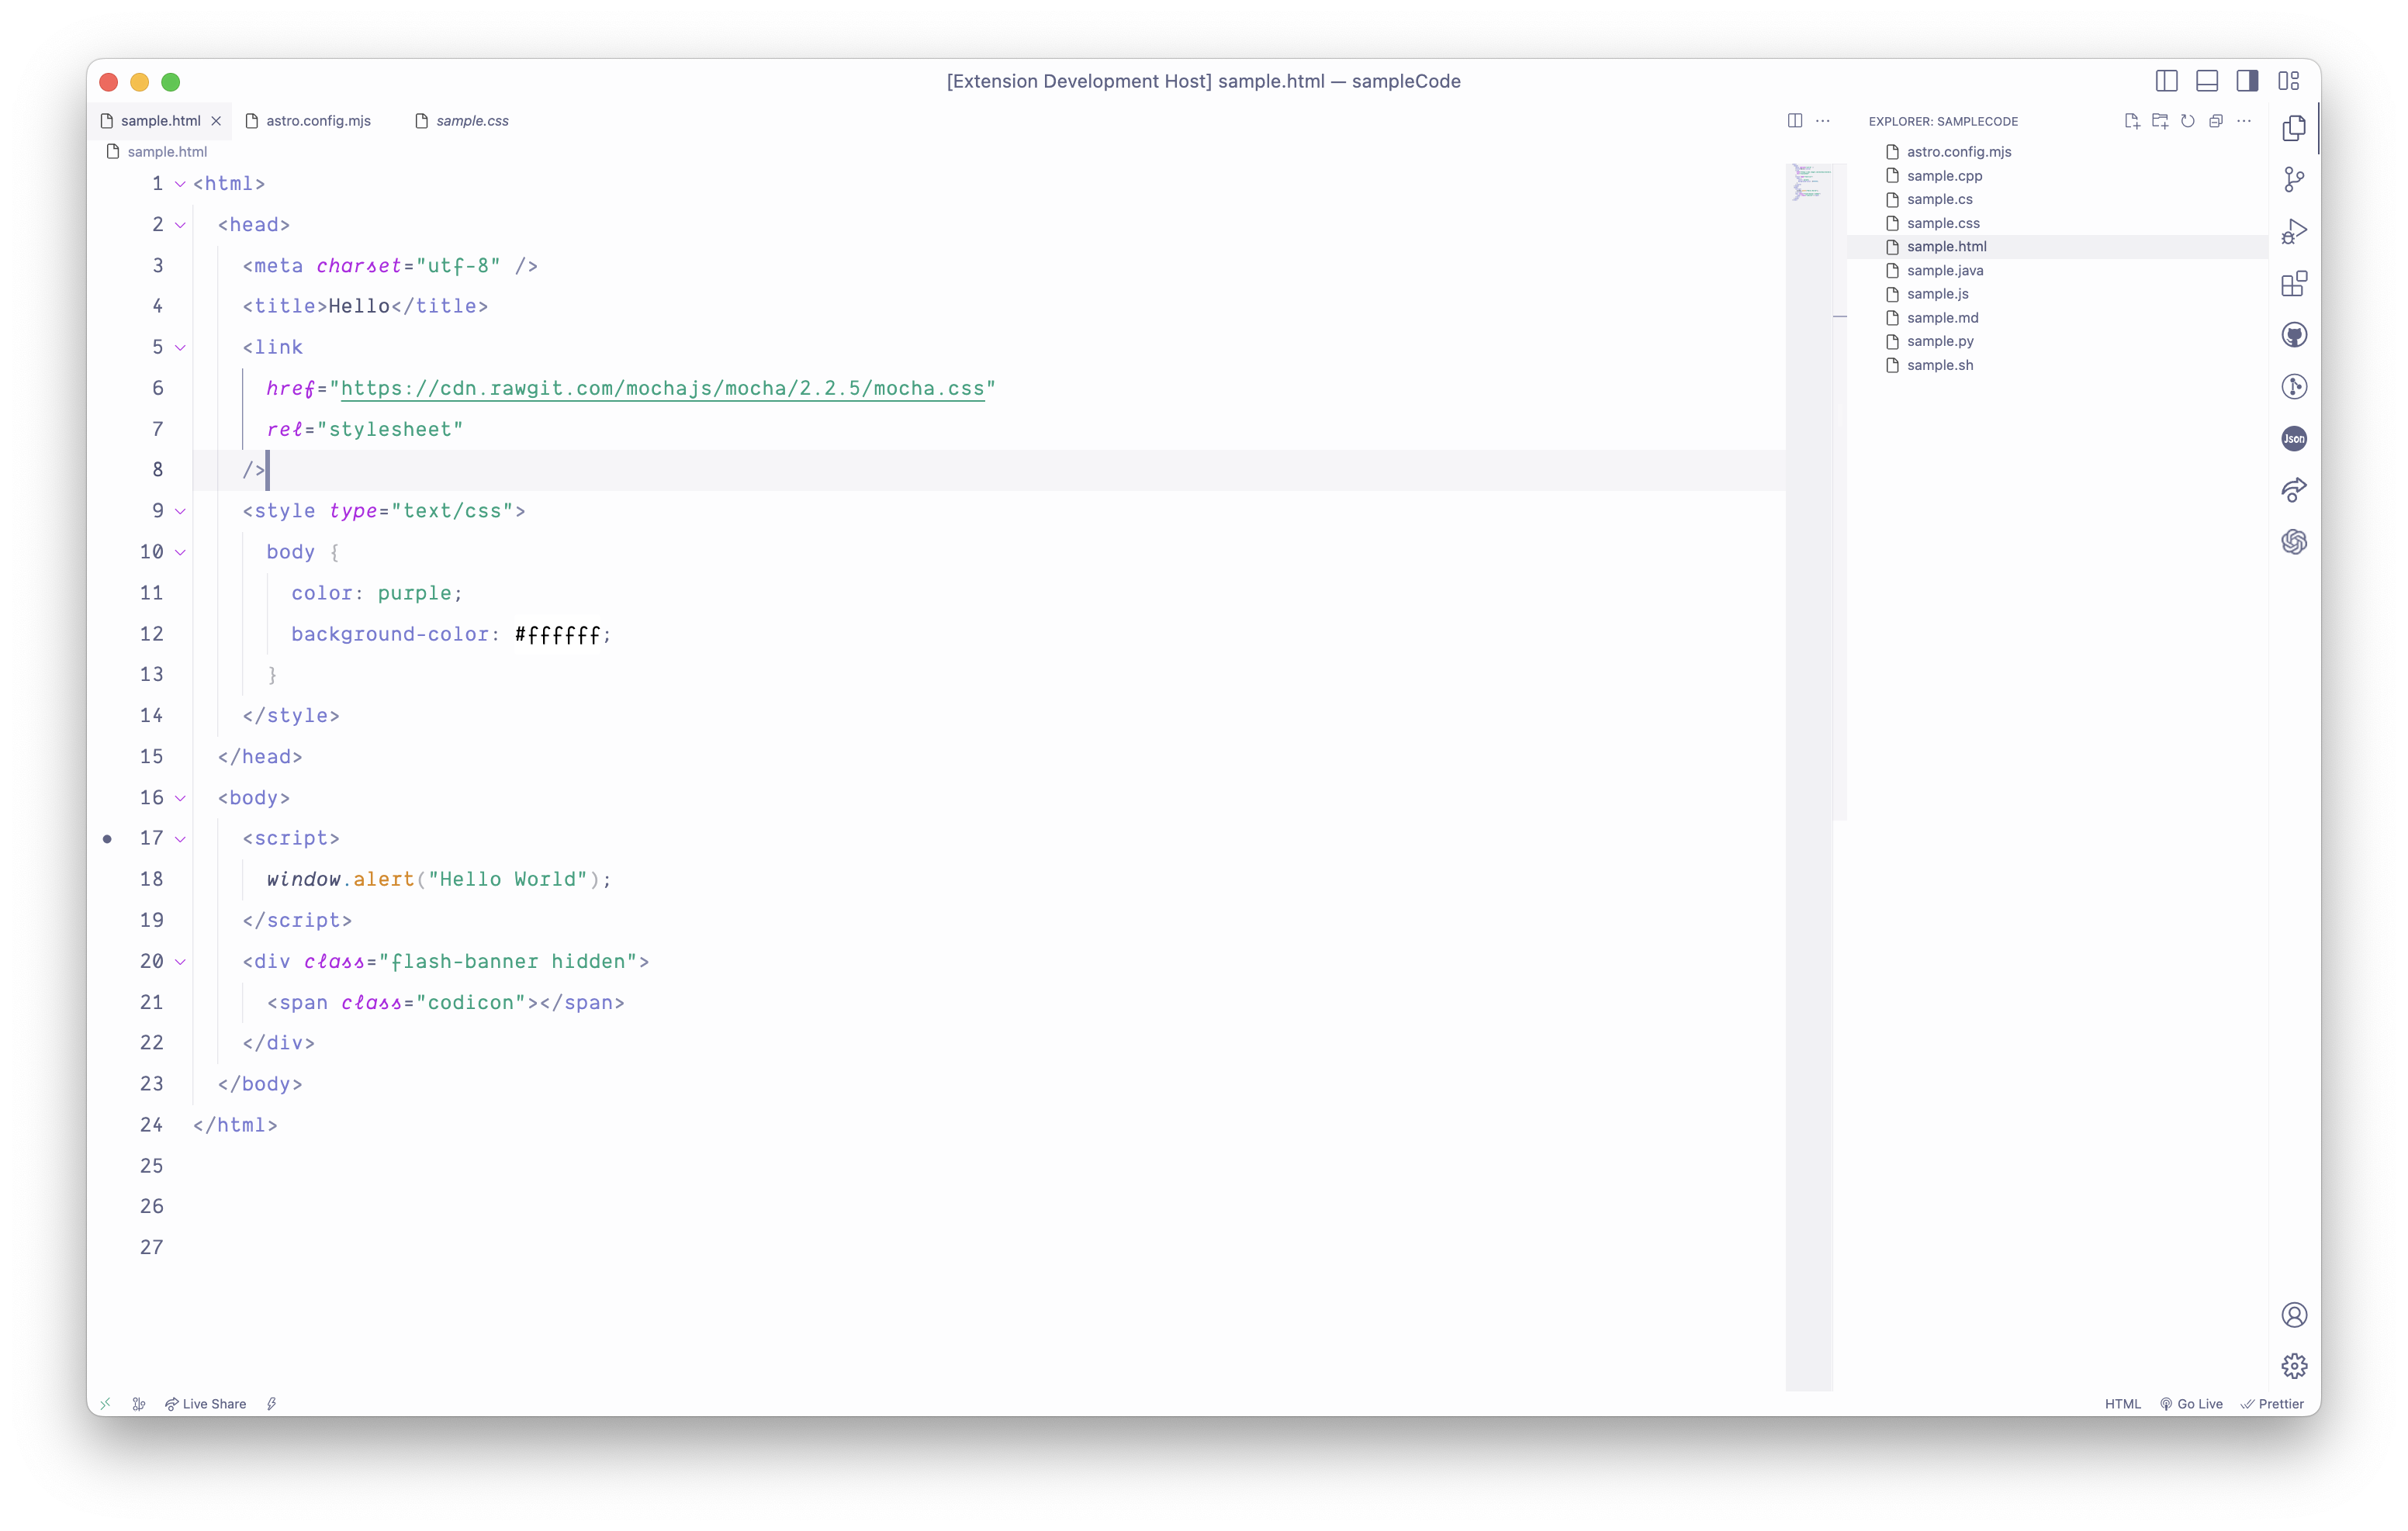 [Extension Development Host] sample.html — sampleCode
sample.html
astro.config.mjs
sample.css
sample.html
1 <html>
2 <head>
3 <meta charset="utf-8" />
4 <title>Hello</title>
5 <link
6 href="https://cdn.rawgit.com/mochajs/mocha/2.2.5/mocha.css"
7 rel="stylesheet"
8 />
9 <style type="text/css">
10 body {
11 color: purple;
12 background-color: #ffffff;
13 }
14 </style>
15 </head>
16 <body>
17 <script>
18 window.alert("Hello World");
19 </script>
20 <div class="flash-banner hidden">
21 <span class="codicon"></span>
22 </div>
23 </body>
24 </html>
25
26
27
EXPLORER: SAMPLECODE
astro.config.mjs
sample.cpp
sample.cs
sample.css
sample.html
sample.java
sample.js
sample.md
sample.py
sample.sh
Json
Live Share
HTML
Go Live
Prettier